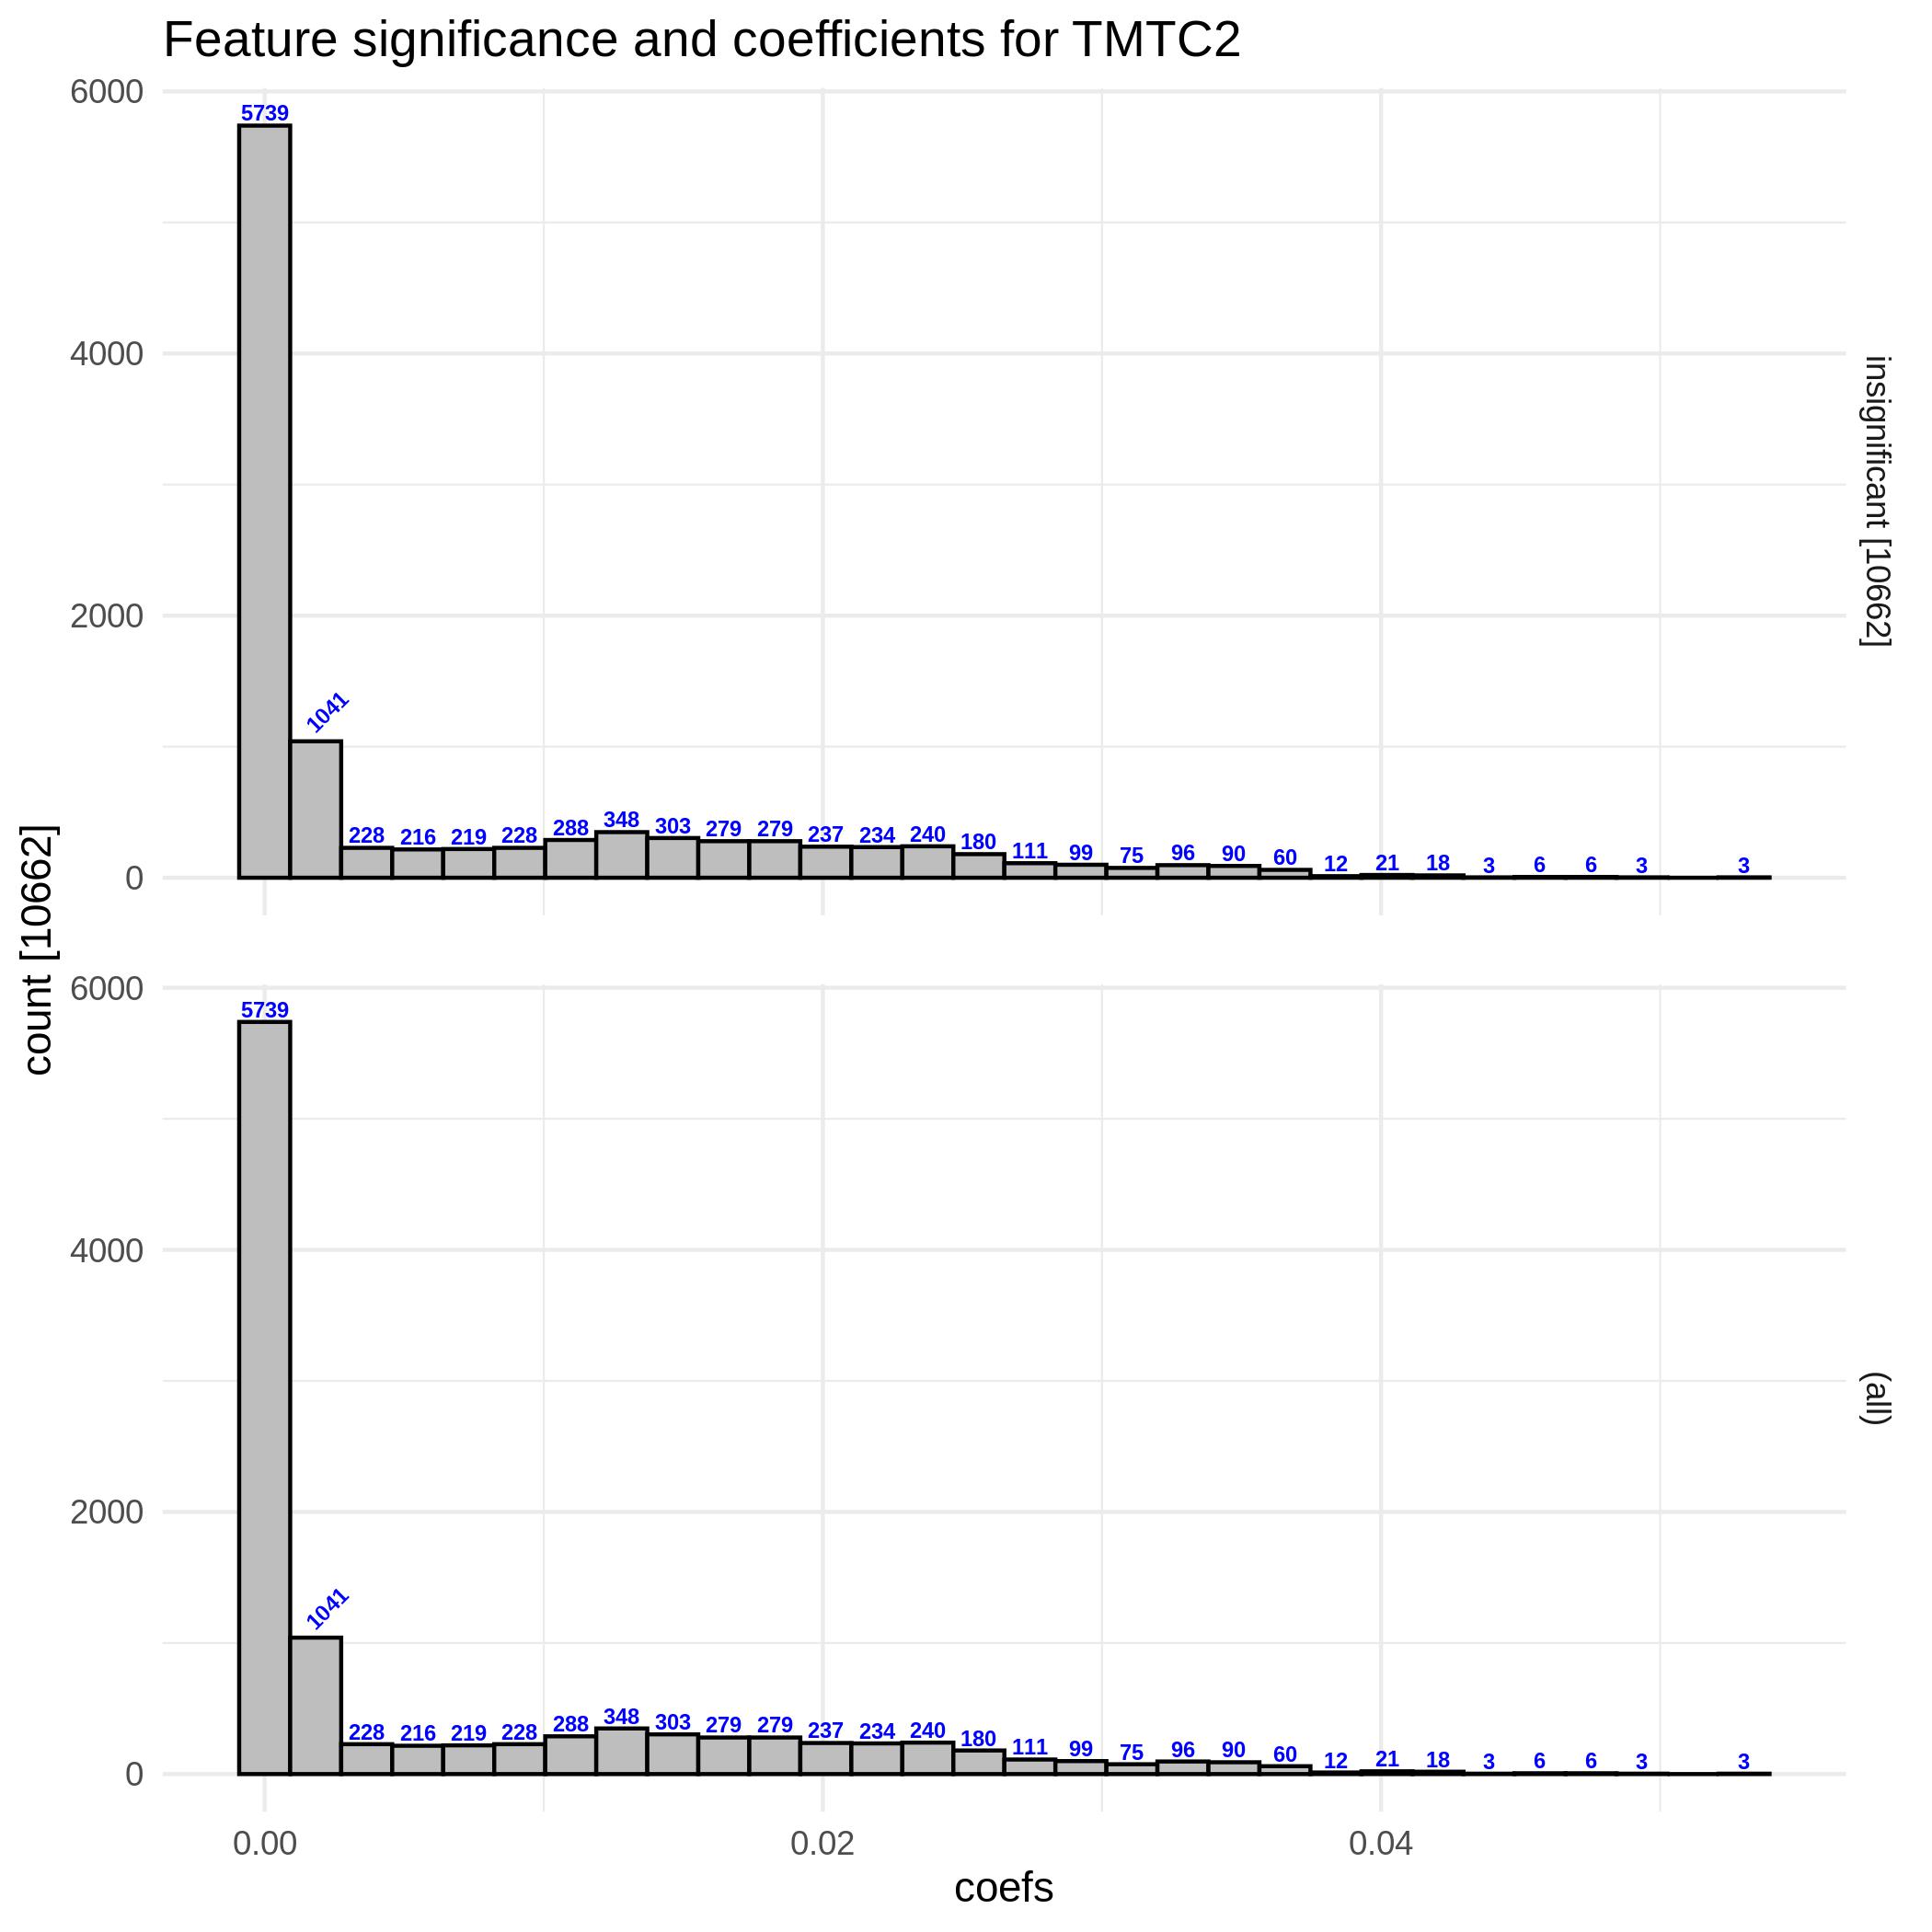 Feature significance and coefficients for TMTC2
count [10662]
6000
4000
2000
0
5739
1041
228 216 219 228 288 348 303 279 279 237 234 240 180 111 99 75 96 90 60 12 21 18 3 6 6 3 3
insignificant [10662]
6000
4000
2000
0
5739
1041
228 216 219 228 288 348 303 279 279 237 234 240 180 111 99 75 96 90 60 12 21 18 3 6 6 3 3
(all)
0.00 0.02 0.04
coefs